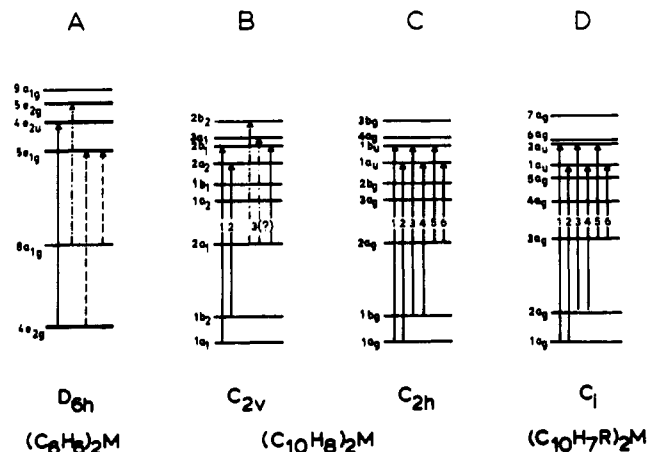 A B C D
9a1g
5e2g
4e2u
5e1g
8a1g
4e2g
2b2
3a1
2b1
2a2
1b1
1a2
2a1
1b2
1a1
1 2 3(?)
3bg
4ag
1bu
1au
2bg
3ag
2ag
1bg
1ag
1 2 3 4 5 6
7ag
6ag
2au
1au
5ag
4ag
3ag
2ag
1ag
1 2 3 4 5 6
D6h C2v C2h Ci
(C6H6)2M (C10H8)2M (C10H7R)2M